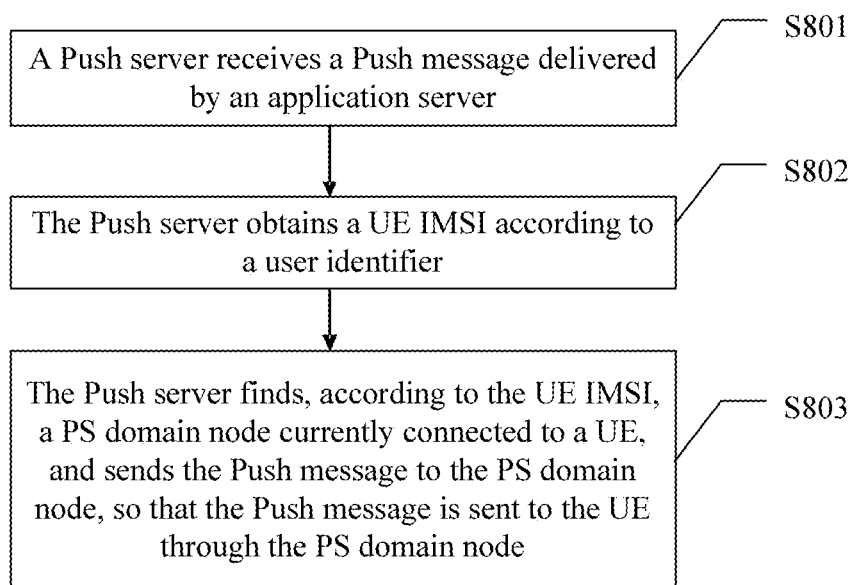 A Push server receives a Push message delivered
by an application server
S801
The Push server obtains a UE IMSI according to
a user identifier
S802
The Push server finds, according to the UE IMSI,
a PS domain node currently connected to a UE,
and sends the Push message to the PS domain
node, so that the Push message is sent to the UE
through the PS domain node
S803